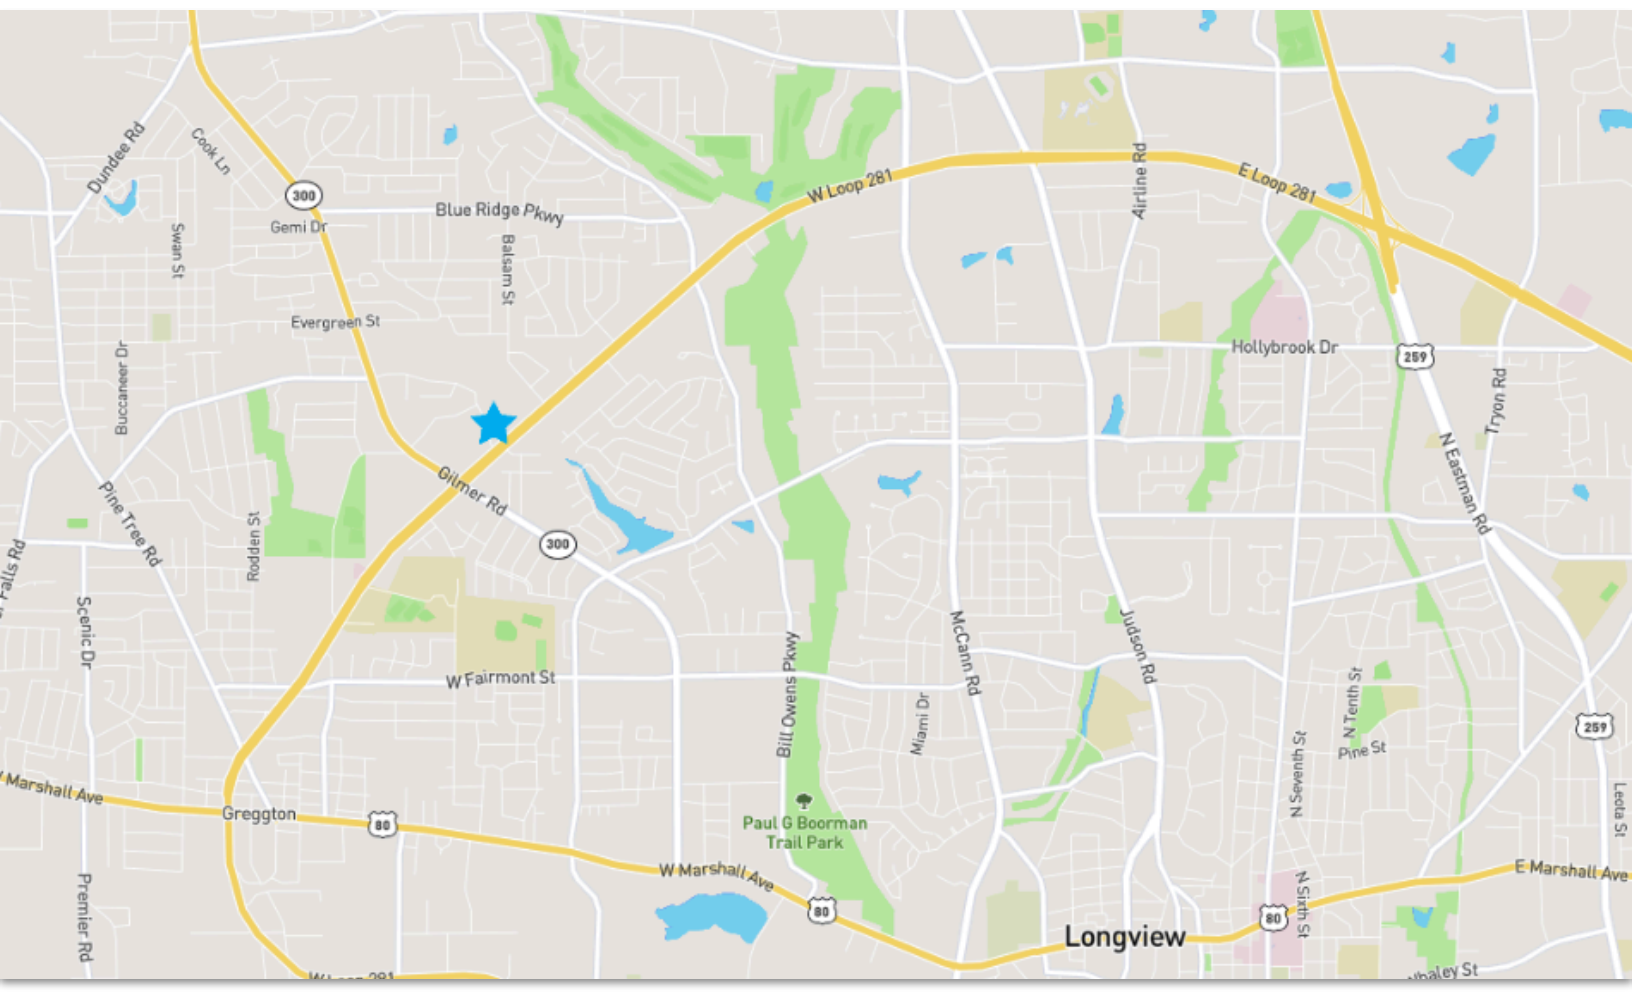 Dundee Rd
Cook Ln
300
Gemi Dr
Blue Ridge Pkwy
W Loop 281
Airline Rd
E Loop 281
Swan St
Balsam St
Evergreen St
Buccaneer Dr
Hollybrook Dr
259
Tryon Rd
N Eastman Rd
Gilmer Rd
300
Pine Tree Rd
Rodden St
Falls Rd
Scenic Dr
W Fairmont St
Bill Owens Pkwy
McCann Rd
Judson Rd
Miami Dr
N Tenth St
Pine St
N Seventh St
259
Leota St
Marshall Ave
Greggton
80
Paul G Boorman
Trail Park
W Marshall Ave
80
Premier Rd
Longview
80
N Sixth St
E Marshall Ave
W Loop 281
Whaley St